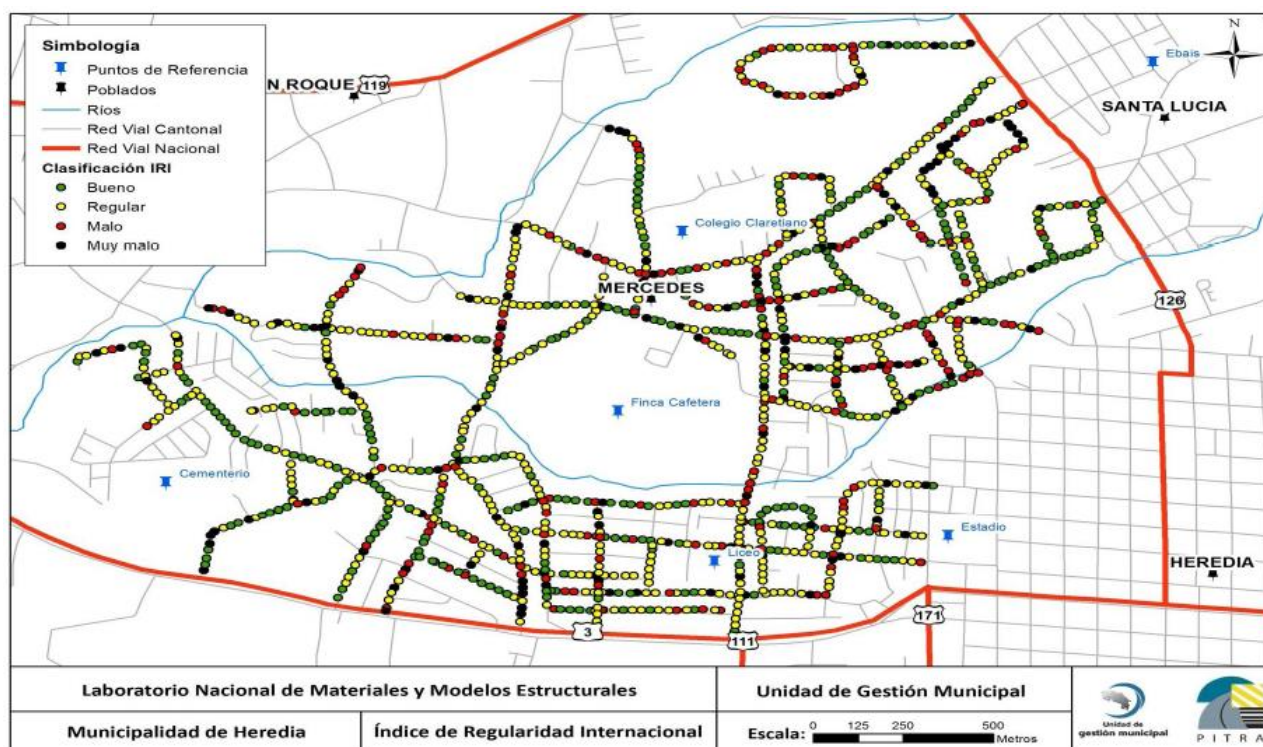 Simbología
Puntos de Referencia
Poblados
Ríos
Red Vial Cantonal
Red Vial Nacional
Clasificación IRI
Bueno
Regular
Malo
Muy malo
N ROQUE
119
N
Ebais
SANTA LUCIA
Colegio Claretiano
MERCEDES
126
Finca Cafetera
Cementerio
Estadio
Liceo
HEREDIA
3
111
171
Laboratorio Nacional de Materiales y Modelos Estructurales
Unidad de Gestión Municipal
Municipalidad de Heredia
Índice de Regularidad Internacional
Escala:
0 125 250 500
Metros
Unidad de
gestión municipal
PITRA